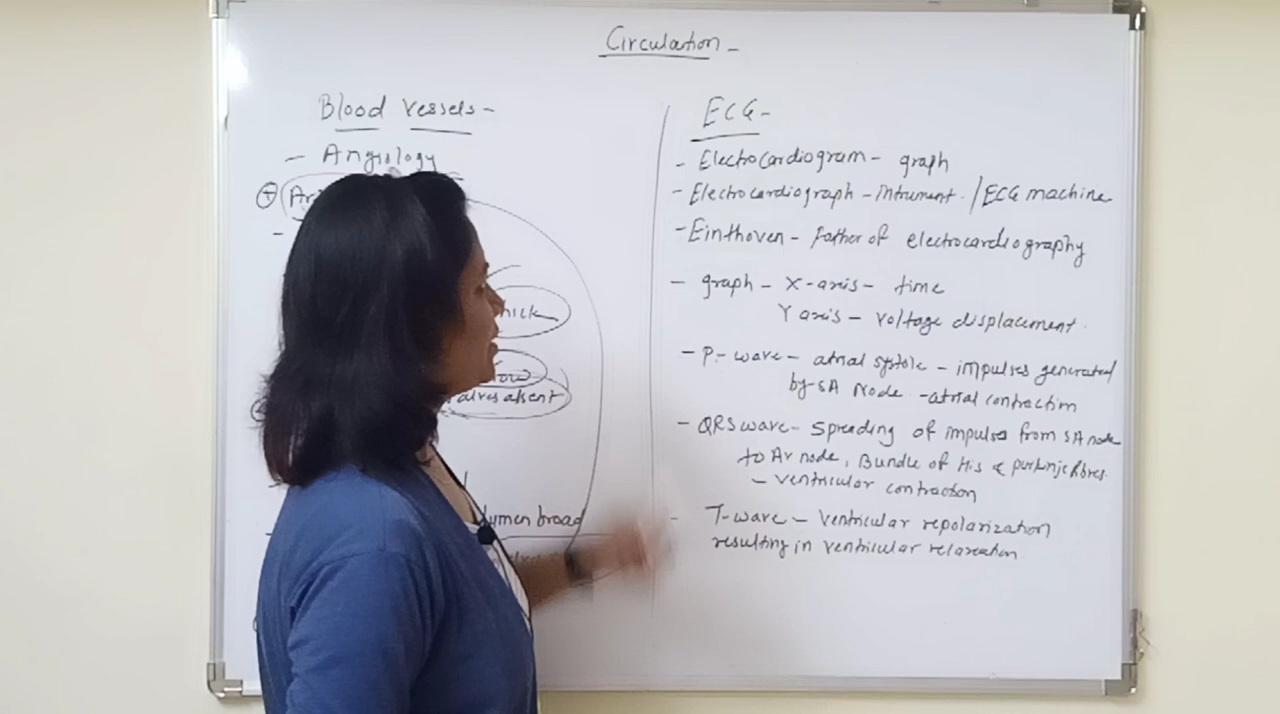 Circulation -
Blood vessels -
- Angiology
valves absent
lumen broad
ECG -
- Electrocardiogram - graph
- Electrocardiograph - Intrument. / ECG machine
- Einthoven - Father of electrocardiography
- graph - X-axis - time
Y axis - voltage displacement.
- P - wave - atrial systole - impulses generated
by SA Node - atrial contraction
- QRS wave - Spreading of impulse from SA node
to AV node, Bundle of His & purkinje fibres.
- ventricular contraction
- T-wave - ventricular repolarization
resulting in ventricular relaxation